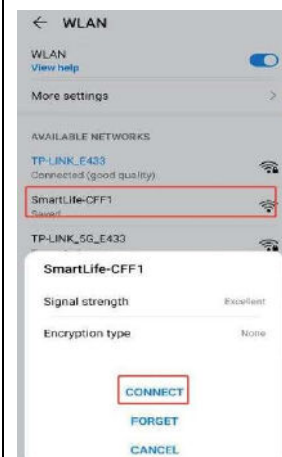 ← WLAN
WLAN
View help
More settings
AVAILABLE NETWORKS
TP-LINK_E433
Connected (good quality)
SmartLife-CFF1
Saved
TP-LINK_5G_E433
SmartLife-CFF1
Signal strength Excellent
Encryption type None
CONNECT
FORGET
CANCEL